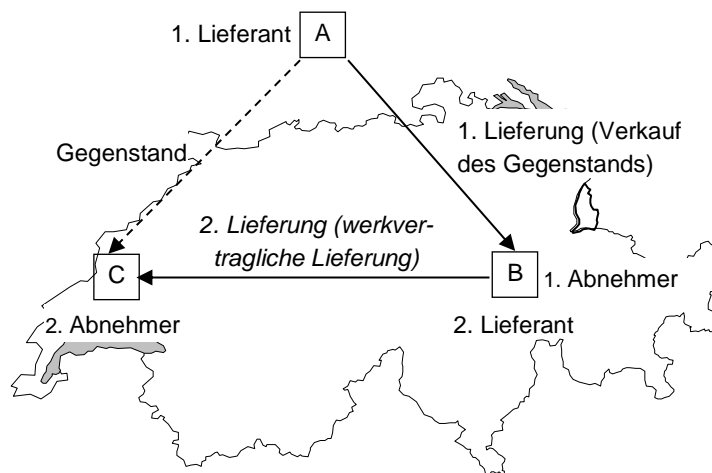 1. Lieferant
A
1. Lieferung (Verkauf
des Gegenstands)
Gegenstand
2. Lieferung (werkver-
tragliche Lieferung)
C
B
1. Abnehmer
2. Abnehmer
2. Lieferant